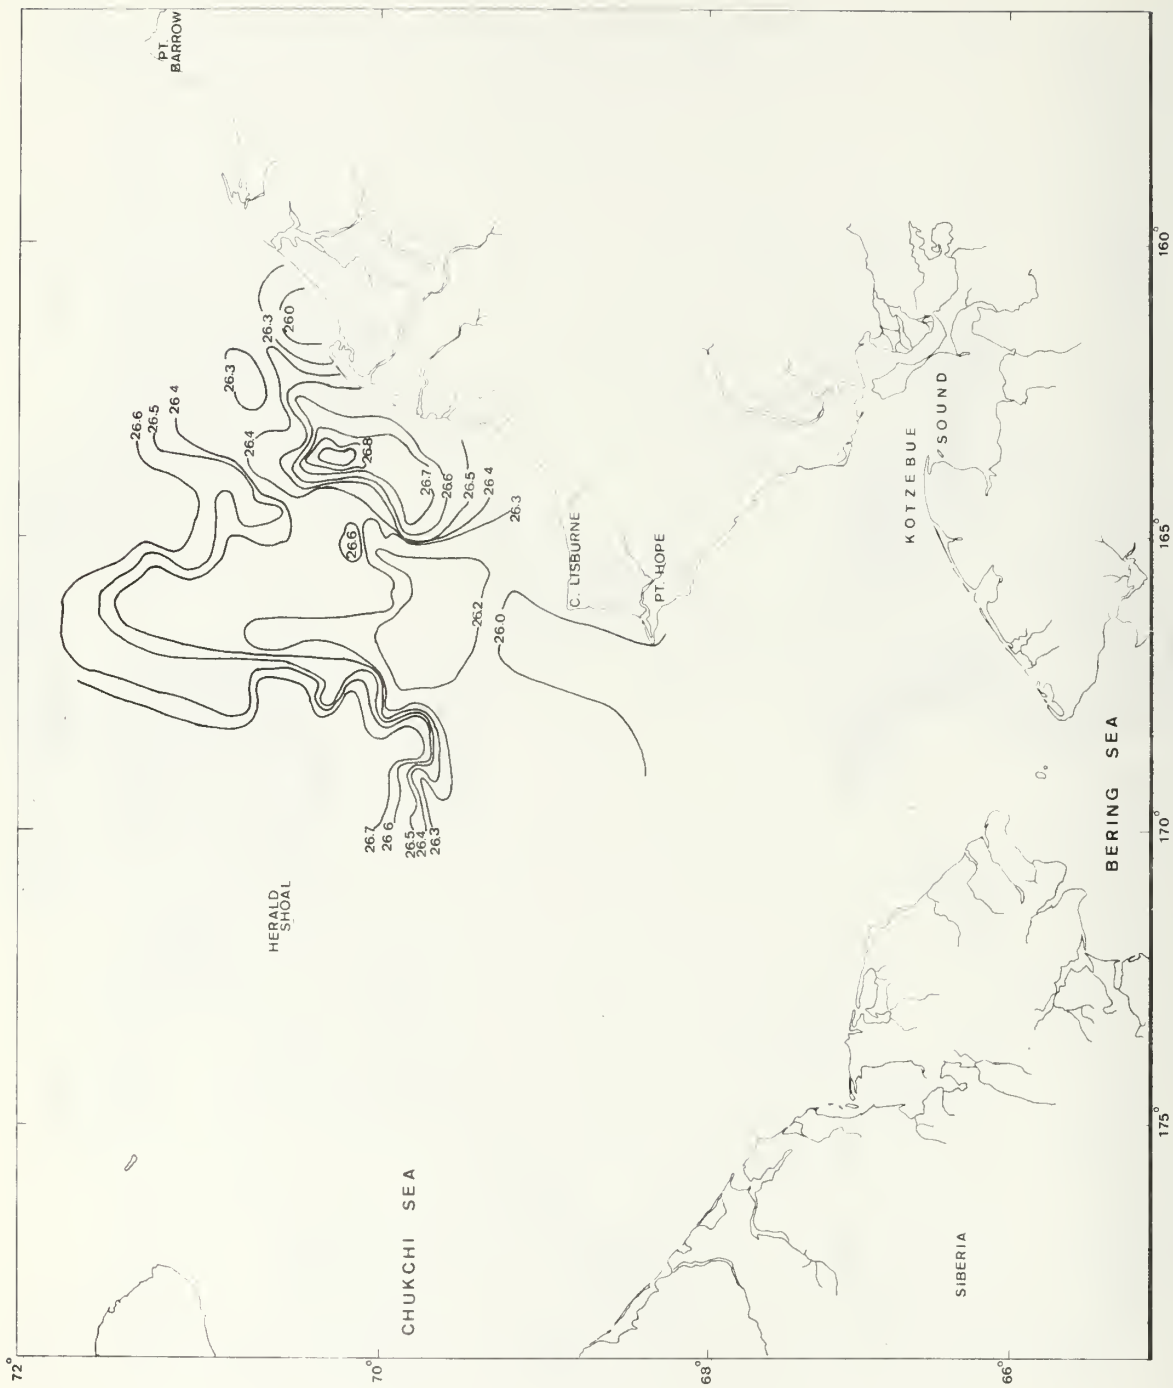 PT.
BARROW
26.3
26.0
26.3
26.6
26.5
26.4
26.4
26.8
26.7
26.6
26.5
26.4
26.3
26.6
26.2
26.0
C. LISBURNE
PT. HOPE
KOTZEBUE
SOUND
26.7
26.6
26.5
26.4
26.3
HERALD
SHOAL
BERING SEA
CHUKCHI SEA
SIBERIA
72°
70°
68°
66°
160°
165°
170°
175°